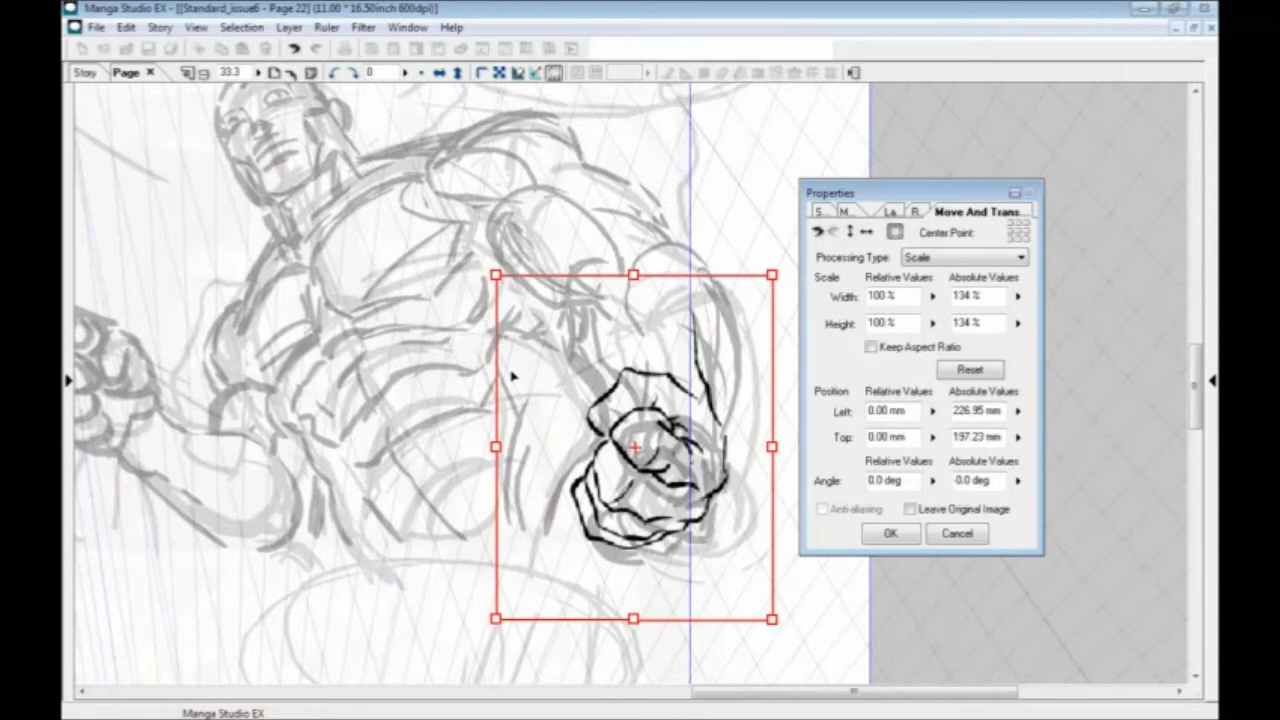 Manga Studio EX - [[Standard_issue6 - Page 22] (11.00 * 16.50inch 600dpi)]
File Edit Story View Selection Layer Ruler Filter Window Help
Story Page 33.3 0
Properties
S... M... La... R... Move And Trans...
Center Point:
Processing Type: Scale
Scale Relative Values Absolute Values
Width: 100 % 134 %
Height: 100 % 134 %
Keep Aspect Ratio
Reset
Position Relative Values Absolute Values
Left: 0.00 mm 226.95 mm
Top: 0.00 mm 197.23 mm
Relative Values Absolute Values
Angle: 0.0 deg -0.0 deg
Anti-aliasing Leave Original Image
OK Cancel
Manga Studio EX